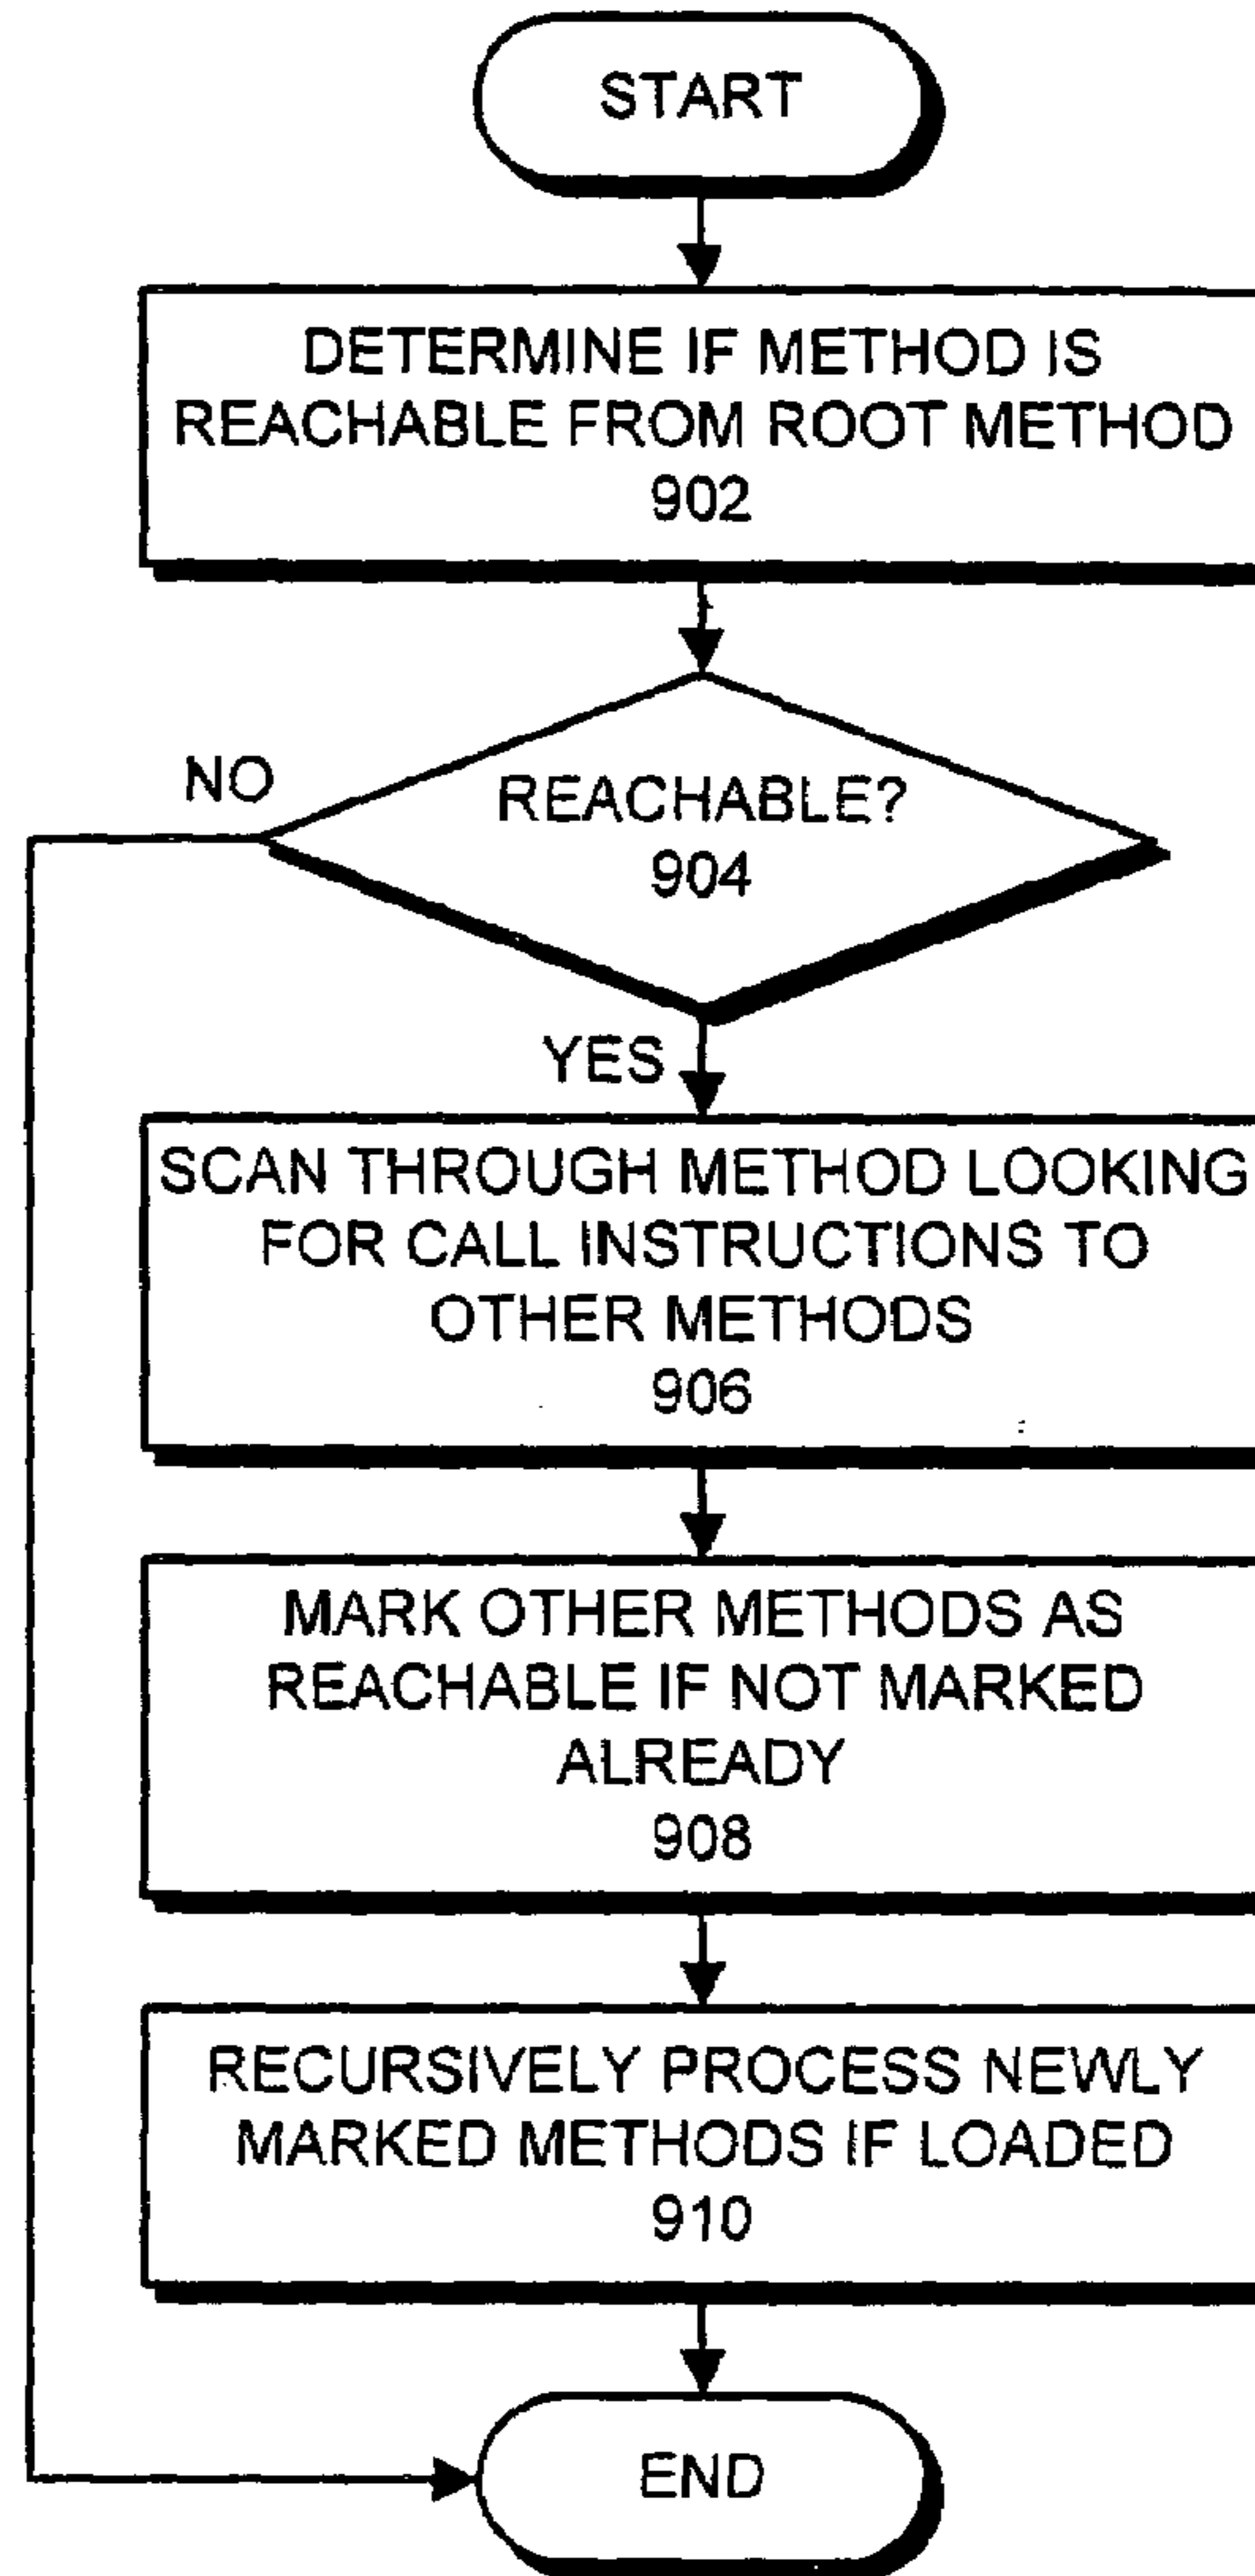 START
DETERMINE IF METHOD IS
REACHABLE FROM ROOT METHOD
902
NO
REACHABLE?
904
YES
SCAN THROUGH METHOD LOOKING
FOR CALL INSTRUCTIONS TO
OTHER METHODS
906
MARK OTHER METHODS AS
REACHABLE IF NOT MARKED
ALREADY
908
RECURSIVELY PROCESS NEWLY
MARKED METHODS IF LOADED
910
END